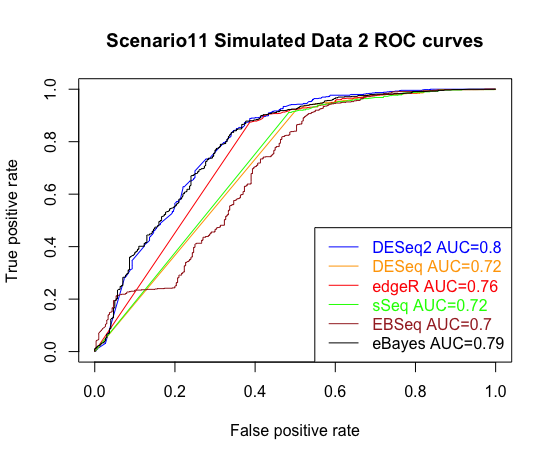 Scenario11 Simulated Data 2 ROC curves
True positive rate
1.0
0.8
0.6
0.4
0.2
0.0
DESeq2 AUC=0.8
DESeq AUC=0.72
edgeR AUC=0.76
sSeq AUC=0.72
EBSeq AUC=0.7
eBayes AUC=0.79
0.0 0.2 0.4 0.6 0.8 1.0
False positive rate